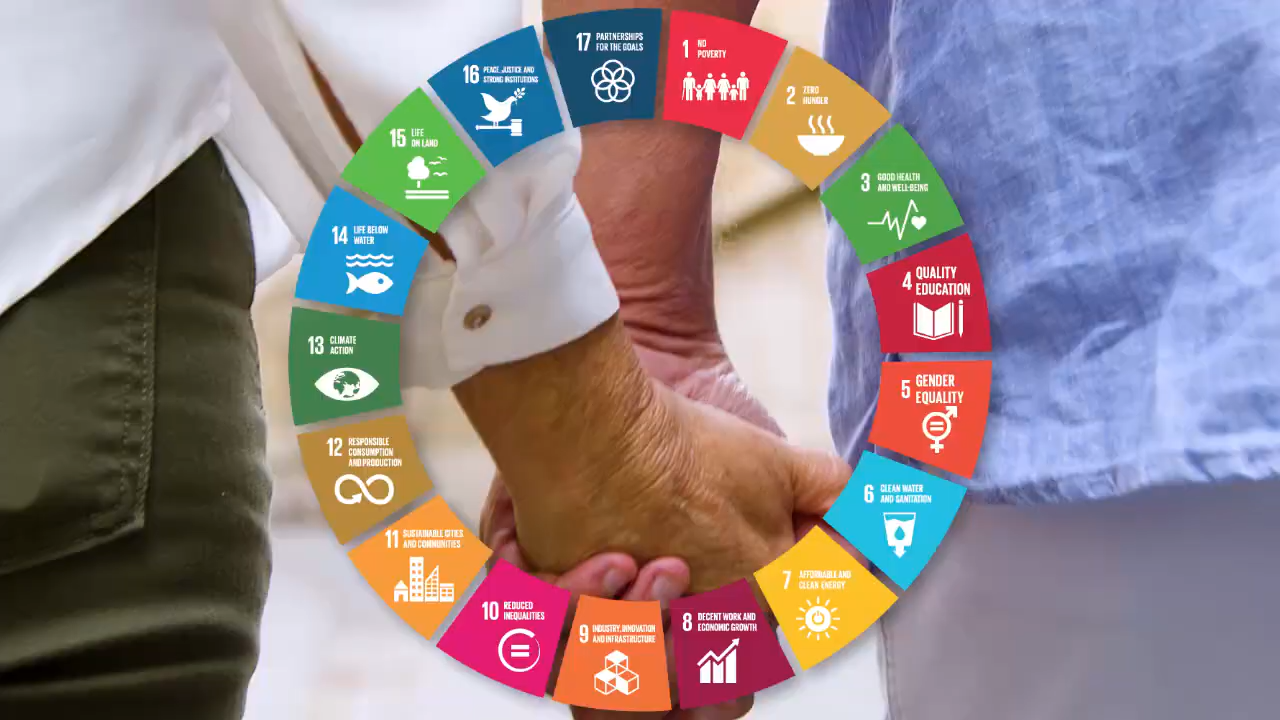 1 NO
POVERTY
2 ZERO
HUNGER
3 GOOD HEALTH
AND WELL-BEING
4 QUALITY
EDUCATION
5 GENDER
EQUALITY
6 CLEAN WATER
AND SANITATION
7 AFFORDABLE AND
CLEAN ENERGY
8 DECENT WORK AND
ECONOMIC GROWTH
9 INDUSTRY, INNOVATION
AND INFRASTRUCTURE
10 REDUCED
INEQUALITIES
11 SUSTAINABLE CITIES
AND COMMUNITIES
12 RESPONSIBLE
CONSUMPTION
AND PRODUCTION
13 CLIMATE
ACTION
14 LIFE BELOW
WATER
15 LIFE
ON LAND
16 PEACE, JUSTICE AND
STRONG INSTITUTIONS
17 PARTNERSHIPS
FOR THE GOALS